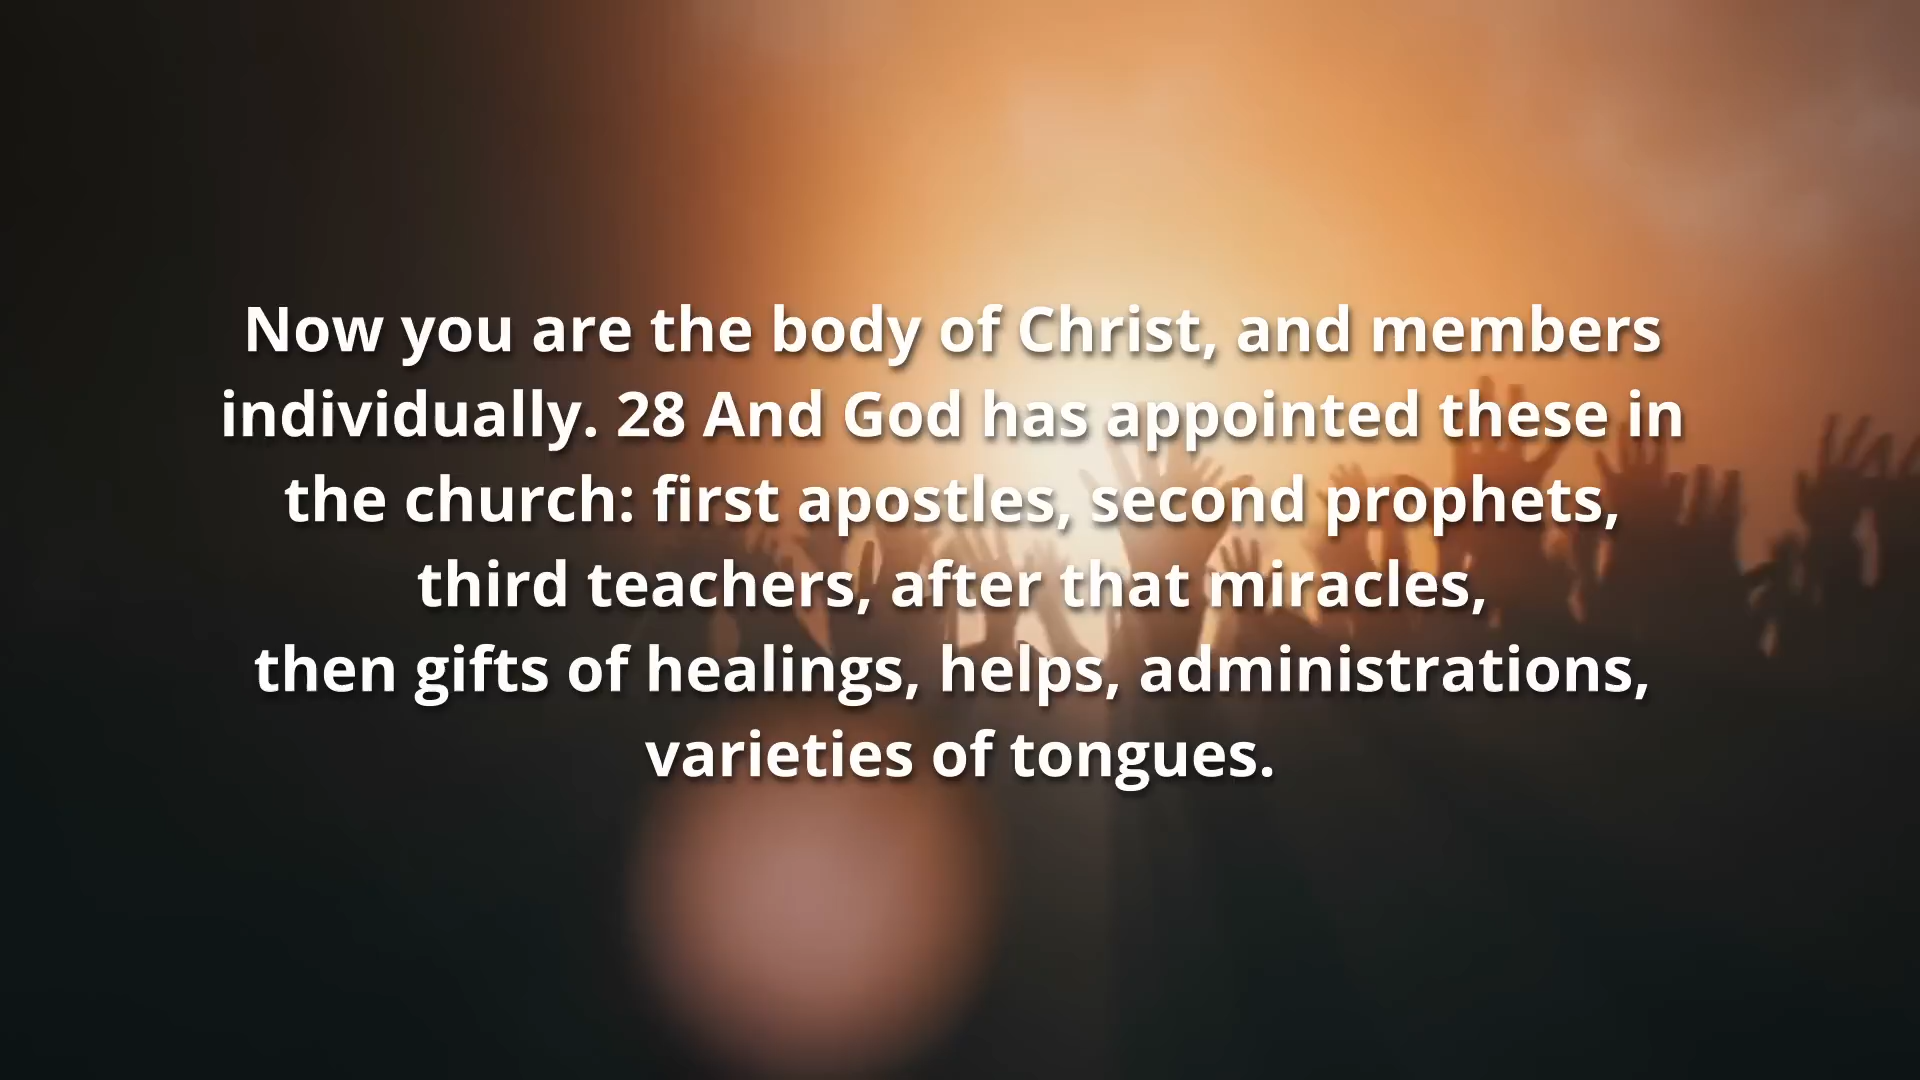 Now you are the body of Christ, and members
individually. 28 And God has appointed these in
the church: first apostles, second prophets,
third teachers, after that miracles,
then gifts of healings, helps, administrations,
varieties of tongues.